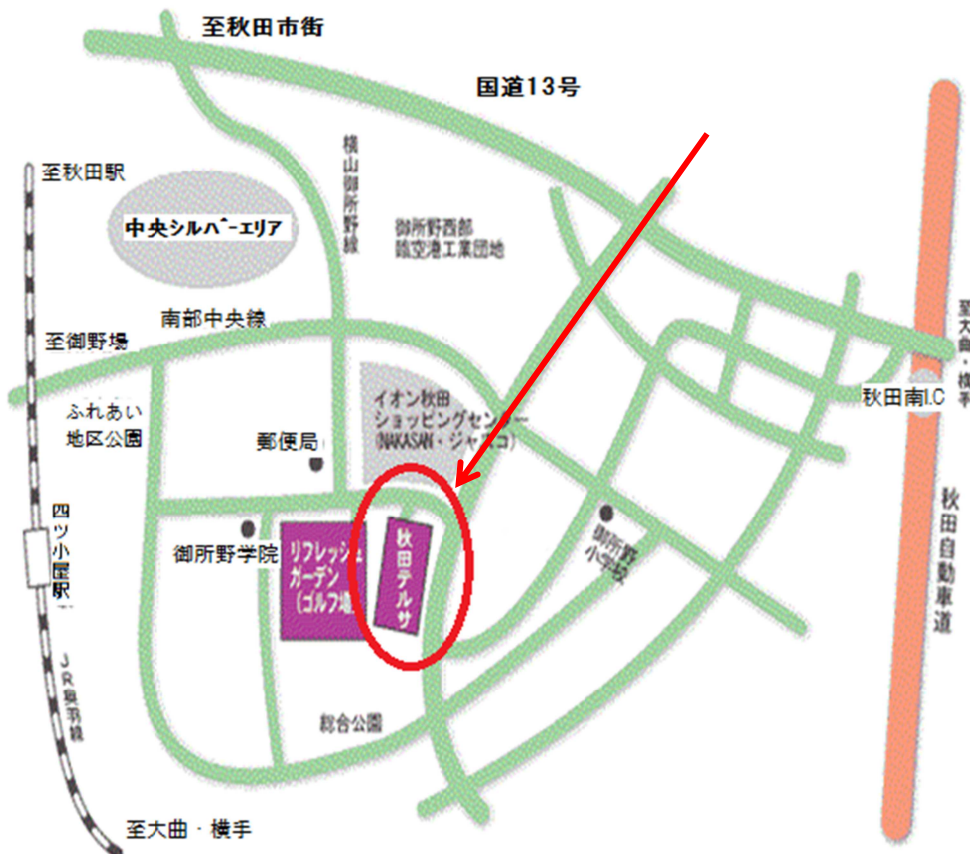 至秋田市街
国道13号
至秋田駅
横山御所野線
中央シルバーエリア
御所野西部
臨空港工業団地
南部中央線
至御野場
至大曲・横手
秋田南I.C
イオン秋田
ショッピングセンター
(NAKASAN・ジャスコ)
ふれあい
地区公園
郵便局
四ツ小屋駅
御所野学院
リフレッシュ
ガーデン
(ゴルフ場)
秋田テルサ
御所野
小学校
秋田自動車道
JR奥羽線
総合公園
至大曲・横手